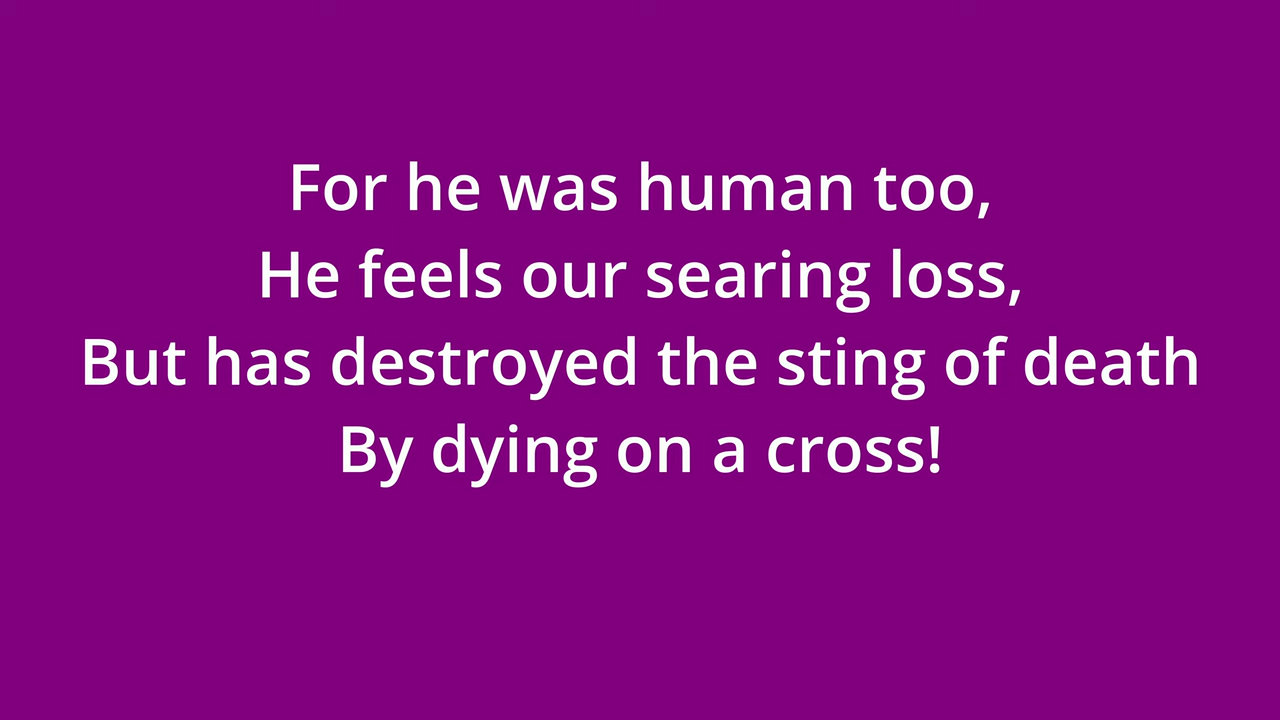 For he was human too,
He feels our searing loss,
But has destroyed the sting of death
By dying on a cross!